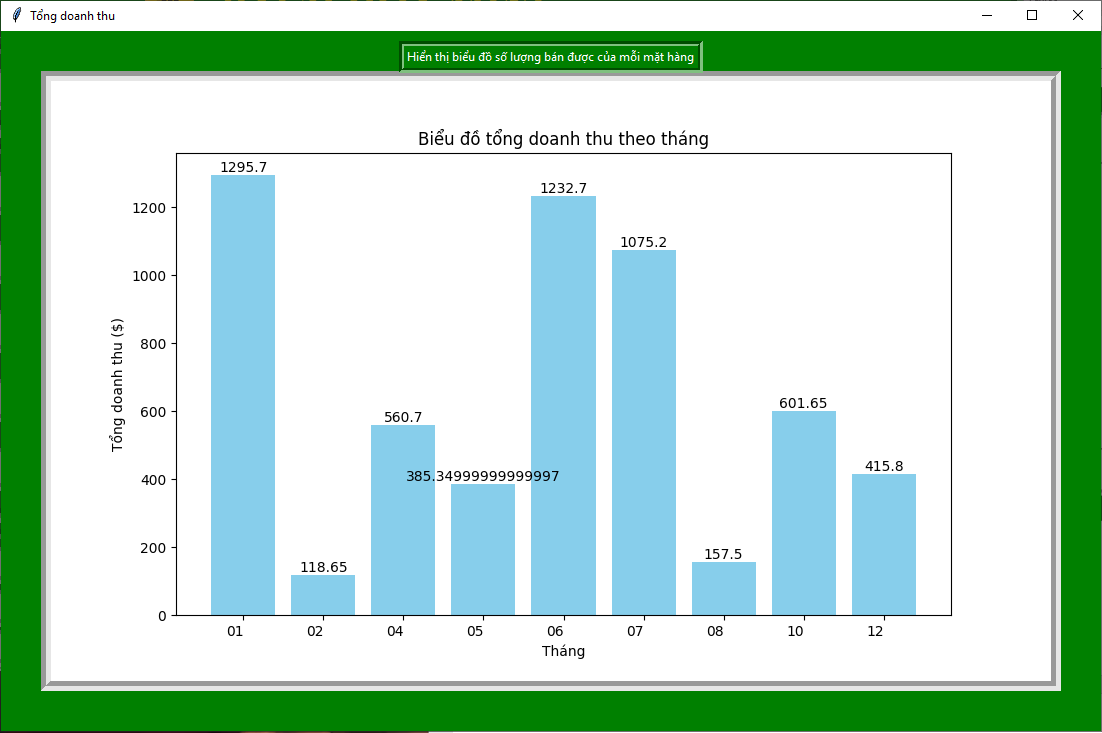 Tổng doanh thu
Hiển thị biểu đồ số lượng bán được của mỗi mặt hàng
Biểu đồ tổng doanh thu theo tháng
1295.7
1232.7
1200
1075.2
1000
Tổng doanh thu ($)
800
601.65
600
560.7
385.34999999999997
415.8
400
200
118.65
157.5
0
01 02 04 05 06 07 08 10 12
Tháng